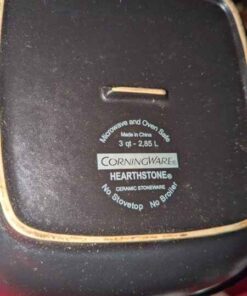 Microwave and Oven Safe
Made in China
3 qt - 2,85 L
CORNINGWARE®
HEARTHSTONE®
CERAMIC STONEWARE
No Stovetop No Broiler